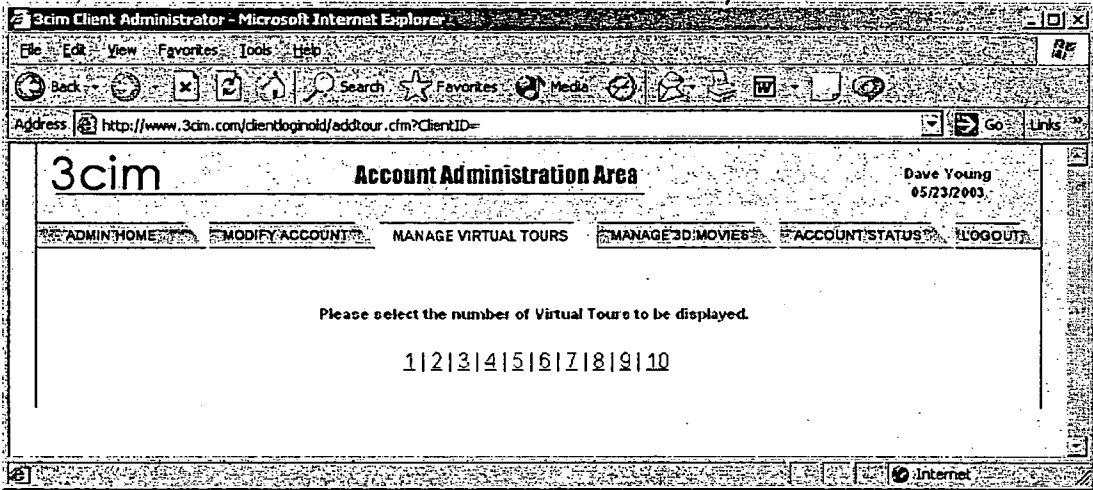 3cim Client Administrator - Microsoft Internet Explorer
File Edit View Favorites Tools Help
Back Search Favorites Media
Address http://www.3cim.com/clientloginold/addtour.cfm?ClientID= Go Links »
3cim Account Administration Area Dave Young
05/23/2003
ADMIN HOME MODIFY ACCOUNT MANAGE VIRTUAL TOURS MANAGE 3D MOVIES ACCOUNT STATUS LOGOUT
Please select the number of Virtual Tours to be displayed.
1 | 2 | 3 | 4 | 5 | 6 | 7 | 8 | 9 | 10
Internet